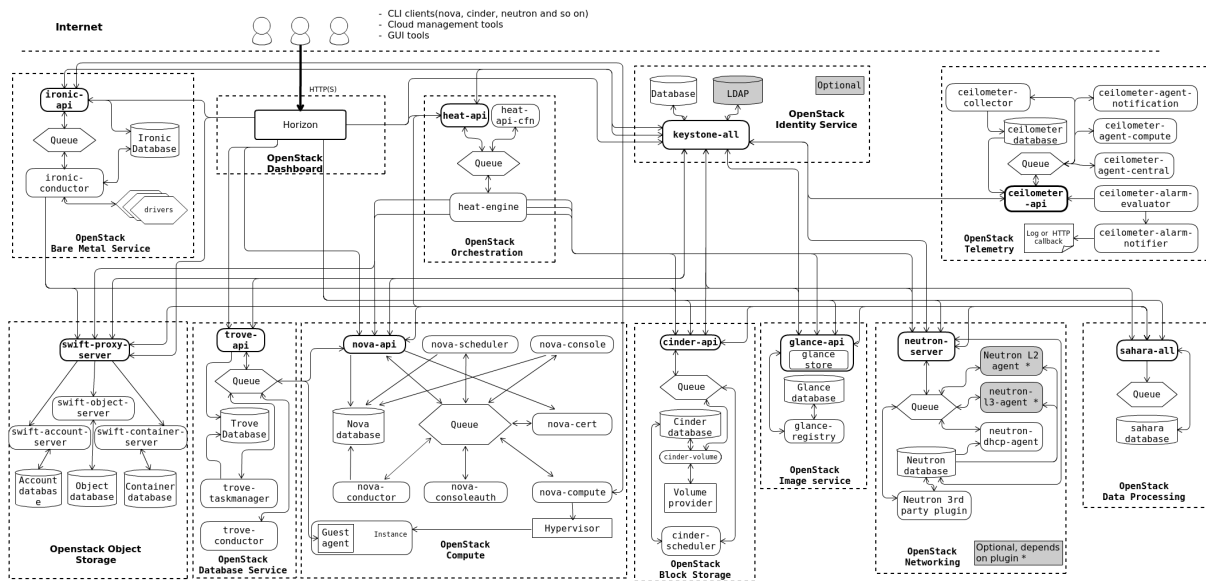 Internet
- CLI clients(nova, cinder, neutron and so on)
- Cloud management tools
- GUI tools
HTTP(S)
ironic-
api
Queue
Ironic
Database
ironic-
conductor
drivers
OpenStack
Bare Metal Service
Horizon
OpenStack
Dashboard
heat-api
heat-
api-cfn
Queue
heat-engine
OpenStack
Orchestration
Database
LDAP
Optional
keystone-all
OpenStack
Identity Service
ceilometer-
collector
ceilometer
database
Queue
ceilometer
-api
ceilometer-agent-
notification
ceilometer-
agent-compute
ceilometer-
agent-central
ceilometer-alarm-
evaluator
ceilometer-alarm-
notifier
Log or HTTP
callback
OpenStack
Telemetry
swift-proxy-
server
swift-object-
server
swift-account-
server
swift-container-
server
Account
databas
e
Object
database
Container
database
Openstack Object
Storage
trove-
api
Queue
Trove
Database
trove-
taskmanager
trove-
conductor
OpenStack
Database Service
nova-api
nova-scheduler
nova-console
Nova
database
Queue
nova-cert
nova-
conductor
nova-
consoleauth
nova-compute
Hypervisor
Guest
agent
Instance
OpenStack
Compute
cinder-api
Queue
Cinder
database
cinder-volume
Volume
provider
cinder-
scheduler
OpenStack
Block Storage
glance-api
glance
store
Glance
database
glance-
registry
OpenStack
Image service
neutron-
server
Neutron L2
agent *
neutron-
l3-agent *
Queue
neutron-
dhcp-agent
Neutron
database
Neutron 3rd
party plugin
OpenStack
Networking
Optional, depends
on plugin *
sahara-all
Queue
sahara
database
OpenStack
Data Processing